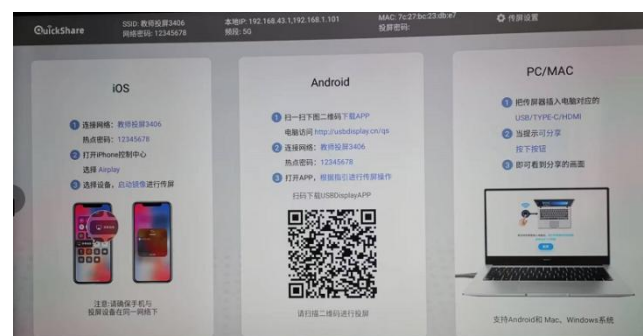 QuickShare
SSID: 教师投屏3406
网络密码: 12345678
本地IP: 192.168.43.1,192.168.1.101
频段: 5G
MAC: 7c:27:bc:23:db:e7
投屏密码:
传屏设置
iOS
1 连接网络：教师投屏3406
热点密码：12345678
2 打开iPhone控制中心
选择 Airplay
3 选择设备，启动镜像进行传屏
注意:请确保手机与
投屏设备在同一网络下
Android
1 扫一扫下图二维码下载APP
电脑访问 http://usbdisplay.cn/qs
2 连接网络：教师投屏3406
热点密码：12345678
3 打开APP，根据指引进行传屏操作
扫码下载USBDisplayAPP
请扫描二维码进行投屏
PC/MAC
1 把传屏器插入电脑对应的
USB/TYPE-C/HDMI
2 当提示可分享
按下按钮
3 即可看到分享的画面
支持Android和 Mac、Windows系统